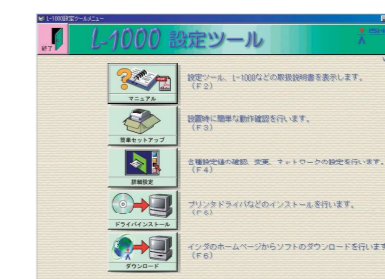 L-1000設定ツールメニュー
終了
L-1000 設定ツール
マニュアル
設定ツール、L-1000などの取扱説明書を表示します。
(F2)
簡単セットアップ
設置時に簡単な動作確認を行います。
(F3)
詳細設定
各種設定値の確認、変更、ネットワークの設定を行います。
(F4)
ドライバインストール
プリンタドライバなどのインストールを行います。
(F5)
ダウンロード
イシダのホームページからソフトのダウンロードを行います
(F6)